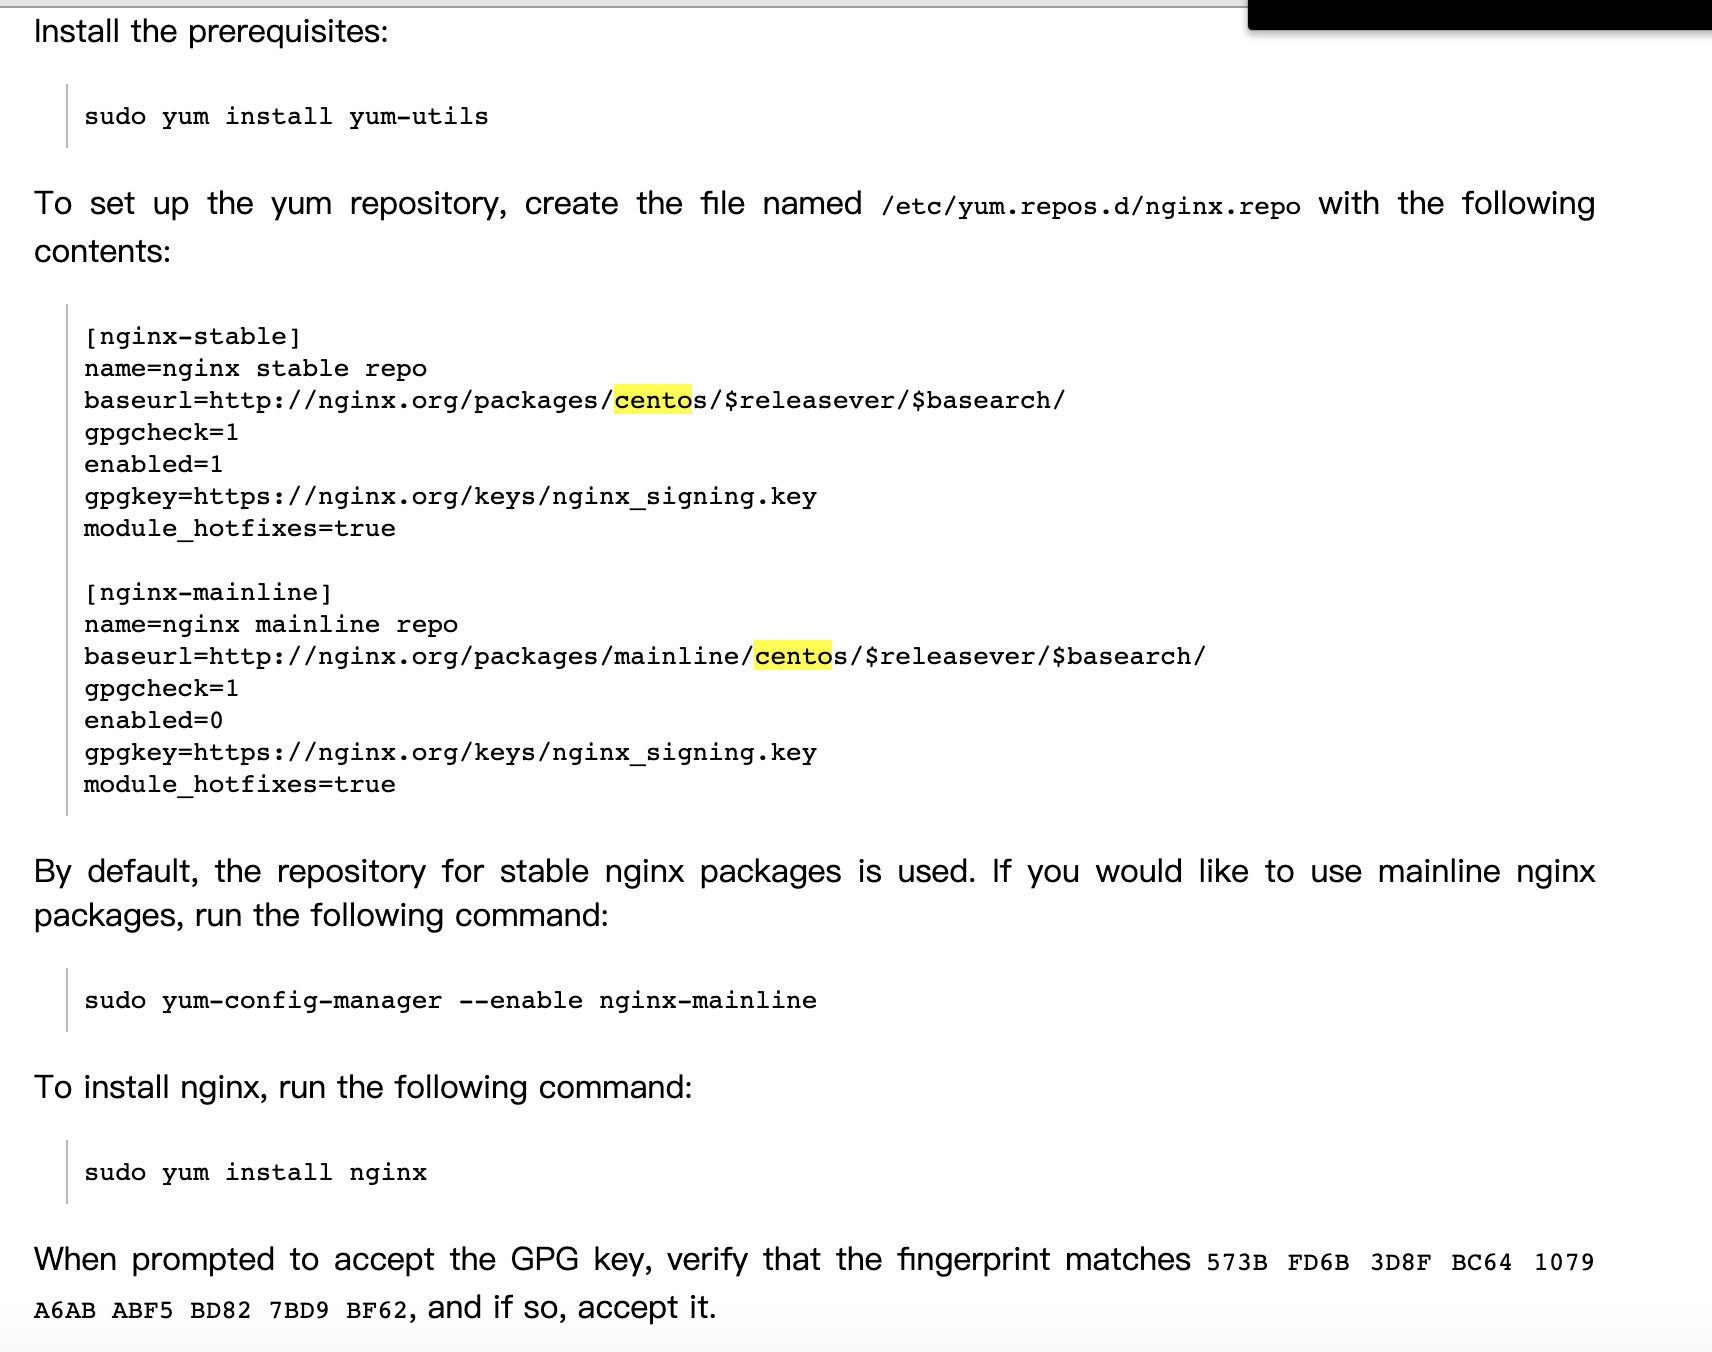 Install the prerequisites:
sudo yum install yum-utils
To set up the yum repository, create the file named /etc/yum.repos.d/nginx.repo with the following
contents:
[nginx-stable]
name=nginx stable repo
baseurl=http://nginx.org/packages/centos/$releasever/$basearch/
gpgcheck=1
enabled=1
gpgkey=https://nginx.org/keys/nginx_signing.key
module_hotfixes=true
[nginx-mainline]
name=nginx mainline repo
baseurl=http://nginx.org/packages/mainline/centos/$releasever/$basearch/
gpgcheck=1
enabled=0
gpgkey=https://nginx.org/keys/nginx_signing.key
module_hotfixes=true
By default, the repository for stable nginx packages is used. If you would like to use mainline nginx
packages, run the following command:
sudo yum-config-manager --enable nginx-mainline
To install nginx, run the following command:
sudo yum install nginx
When prompted to accept the GPG key, verify that the fingerprint matches 573B FD6B 3D8F BC64 1079
A6AB ABF5 BD82 7BD9 BF62, and if so, accept it.